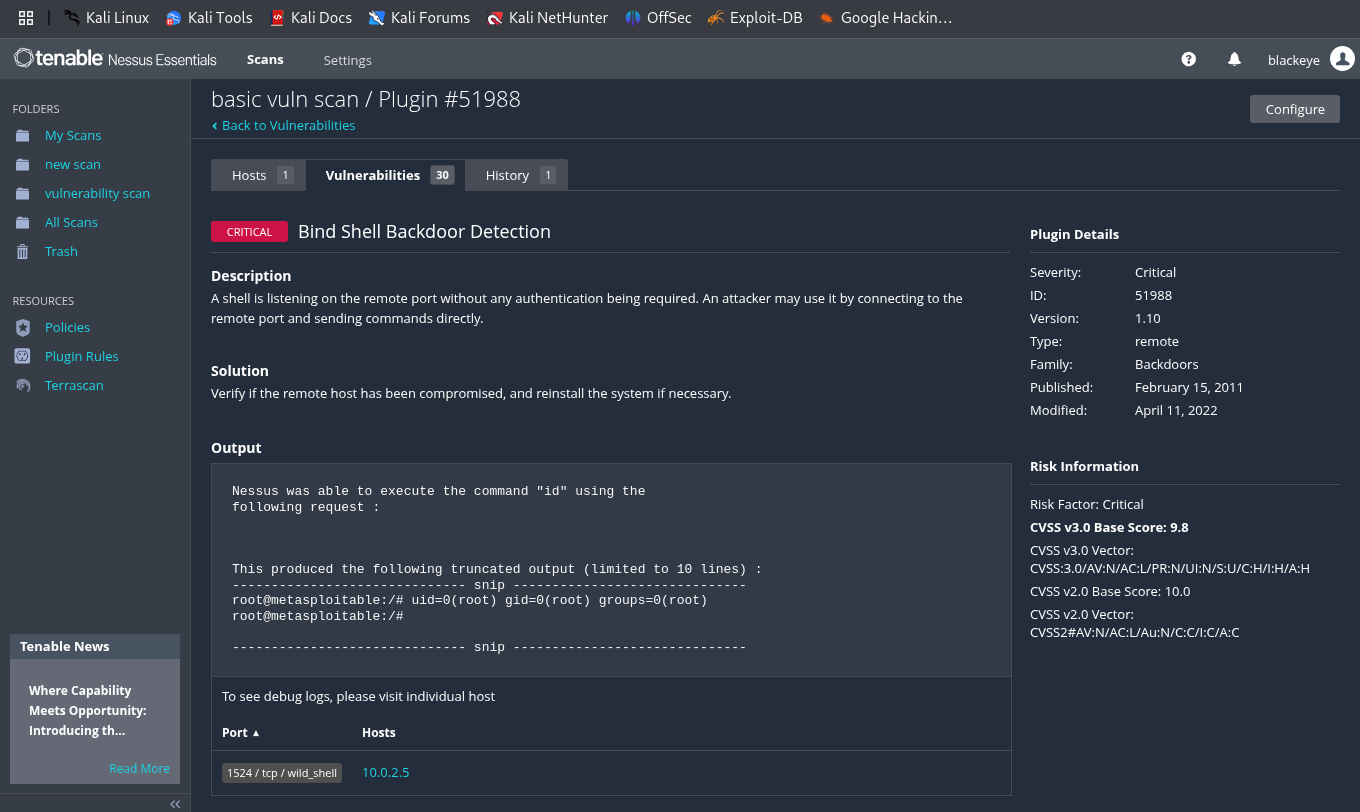 Kali Linux Kali Tools Kali Docs Kali Forums Kali NetHunter OffSec Exploit-DB Google Hackin…
tenable Nessus Essentials Scans Settings ? blackeye
FOLDERS
My Scans
new scan
vulnerability scan
All Scans
Trash
RESOURCES
Policies
Plugin Rules
Terrascan
Tenable News
Where Capability
Meets Opportunity:
Introducing th...
Read More
basic vuln scan / Plugin #51988
Configure
‹ Back to Vulnerabilities
Hosts 1 Vulnerabilities 30 History 1
CRITICAL Bind Shell Backdoor Detection
Description
A shell is listening on the remote port without any authentication being required. An attacker may use it by connecting to the
remote port and sending commands directly.
Solution
Verify if the remote host has been compromised, and reinstall the system if necessary.
Output
Nessus was able to execute the command "id" using the
following request :
This produced the following truncated output (limited to 10 lines) :
------------------------------ snip ------------------------------
root@metasploitable:/# uid=0(root) gid=0(root) groups=0(root)
root@metasploitable:/#
------------------------------ snip ------------------------------
To see debug logs, please visit individual host
Port ▲ Hosts
1524 / tcp / wild_shell 10.0.2.5
Plugin Details
Severity: Critical
ID: 51988
Version: 1.10
Type: remote
Family: Backdoors
Published: February 15, 2011
Modified: April 11, 2022
Risk Information
Risk Factor: Critical
CVSS v3.0 Base Score: 9.8
CVSS v3.0 Vector:
CVSS:3.0/AV:N/AC:L/PR:N/UI:N/S:U/C:H/I:H/A:H
CVSS v2.0 Base Score: 10.0
CVSS v2.0 Vector:
CVSS2#AV:N/AC:L/Au:N/C:C/I:C/A:C